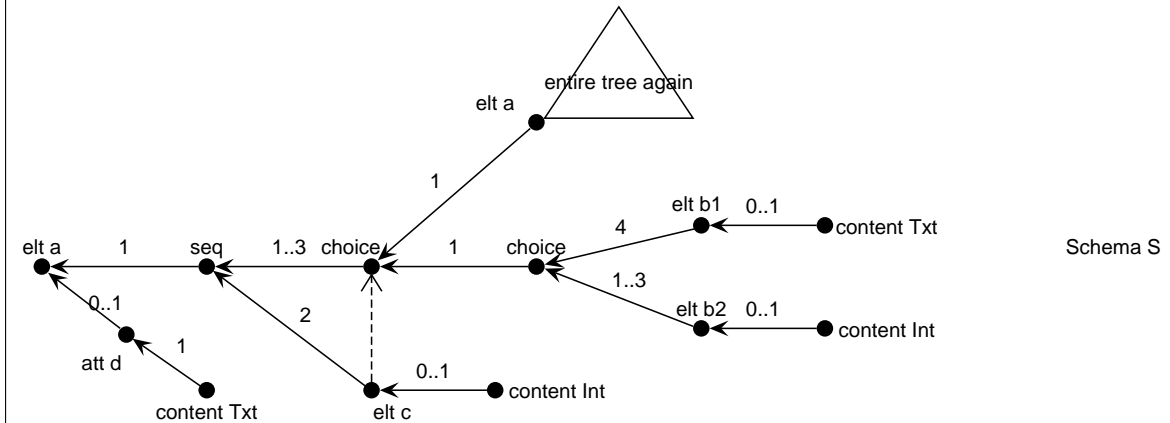 entire tree again
elt a
1
elt b1
0..1
content Txt
4
elt a
1
seq
1..3
choice
1
choice
Schema S
1..3
0..1
elt b2
0..1
content Int
2
att d
1
0..1
content Int
content Txt
elt c